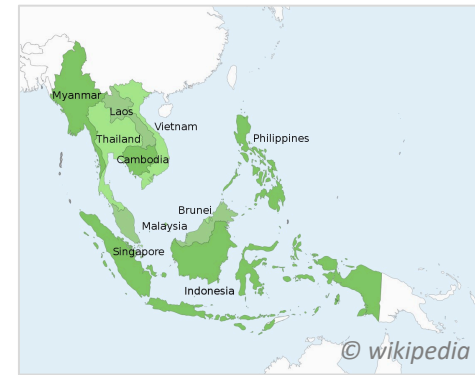 Myanmar
Laos
Vietnam
Thailand
Philippines
Cambodia
Brunei
Malaysia
Singapore
Indonesia
© wikipedia